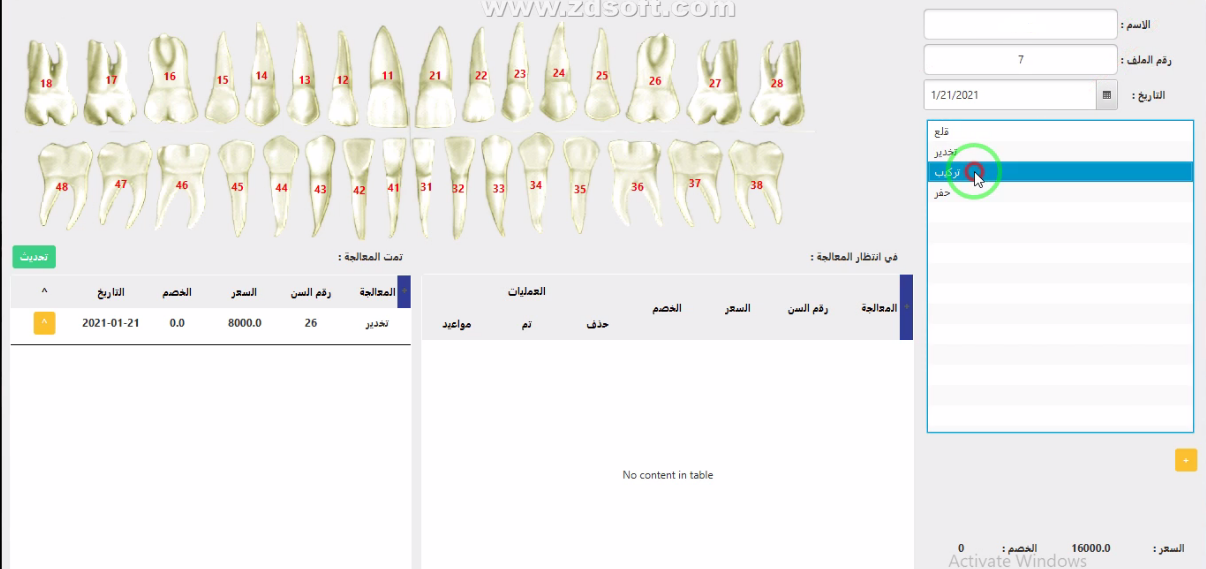 www.zdsoft.com
الاسم :
رقم الملف : 7
التاريخ : 1/21/2021
قلع
تخدير
تركيب
حفر
18 17 16 15 14 13 12 11 21 22 23 24 25 26 27 28
48 47 46 45 44 43 42 41 31 32 33 34 35 36 37 38
في انتظار المعالجة :
المعالجة رقم السن السعر الخصم العمليات
حذف تم مواعيد
No content in table
تمت المعالجة :
تحديث
المعالجة رقم السن السعر الخصم التاريخ ^
تخدير 26 8000.0 0.0 2021-01-21 ^
+
السعر : 16000.0 الخصم : 0
Activate Windows